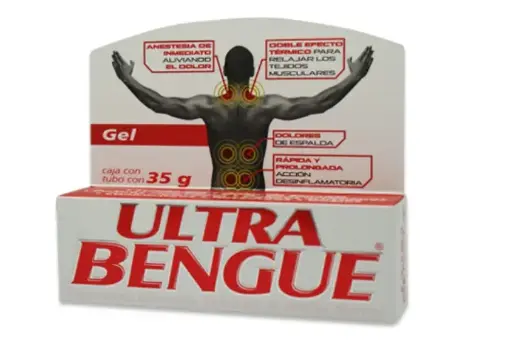 ANESTESIA DE
INMEDIATO
ALIVIANDO
EL DOLOR
DOBLE EFECTO
TÉRMICO PARA
RELAJAR LOS
TEJIDOS
MUSCULARES
Gel
DOLORES
DE ESPALDA
caja con
tubo con 35 g
RÁPIDA Y
PROLONGADA
ACCIÓN
DESINFLAMATORIA
ULTRA
BENGUE®